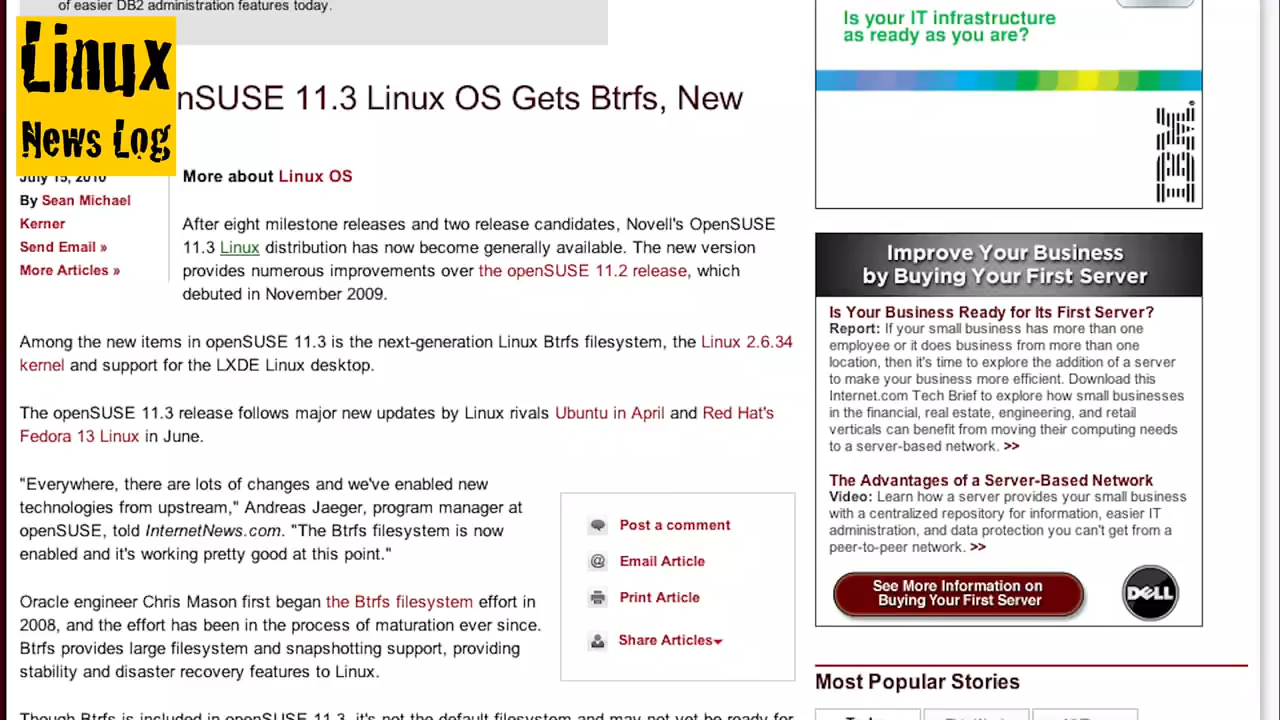 of easier DB2 administration features today.
Linux
News Log
nSUSE 11.3 Linux OS Gets Btrfs, New
July 15, 2010
By Sean Michael
Kerner
Send Email »
More Articles »
More about Linux OS
After eight milestone releases and two release candidates, Novell's OpenSUSE
11.3 Linux distribution has now become generally available. The new version
provides numerous improvements over the openSUSE 11.2 release, which
debuted in November 2009.
Among the new items in openSUSE 11.3 is the next-generation Linux Btrfs filesystem, the Linux 2.6.34
kernel and support for the LXDE Linux desktop.
The openSUSE 11.3 release follows major new updates by Linux rivals Ubuntu in April and Red Hat's
Fedora 13 Linux in June.
"Everywhere, there are lots of changes and we've enabled new
technologies from upstream," Andreas Jaeger, program manager at
openSUSE, told InternetNews.com. "The Btrfs filesystem is now
enabled and it's working pretty good at this point."
Post a comment
Email Article
Print Article
Share Articles
Oracle engineer Chris Mason first began the Btrfs filesystem effort in
2008, and the effort has been in the process of maturation ever since.
Btrfs provides large filesystem and snapshotting support, providing
stability and disaster recovery features to Linux.
Though Btrfs is included in openSUSE 11.3, it's not the default filesystem and may not yet be ready for
Is your IT infrastructure
as ready as you are?
IBM
Improve Your Business
by Buying Your First Server
Is Your Business Ready for Its First Server?
Report: If your small business has more than one
employee or it does business from more than one
location, then it's time to explore the addition of a server
to make your business more efficient. Download this
Internet.com Tech Brief to explore how small businesses
in the financial, real estate, engineering, and retail
verticals can benefit from moving their computing needs
to a server-based network. >>
The Advantages of a Server-Based Network
Video: Learn how a server provides your small business
with a centralized repository for information, easier IT
administration, and data protection you can't get from a
peer-to-peer network. >>
See More Information on
Buying Your First Server
DELL
Most Popular Stories